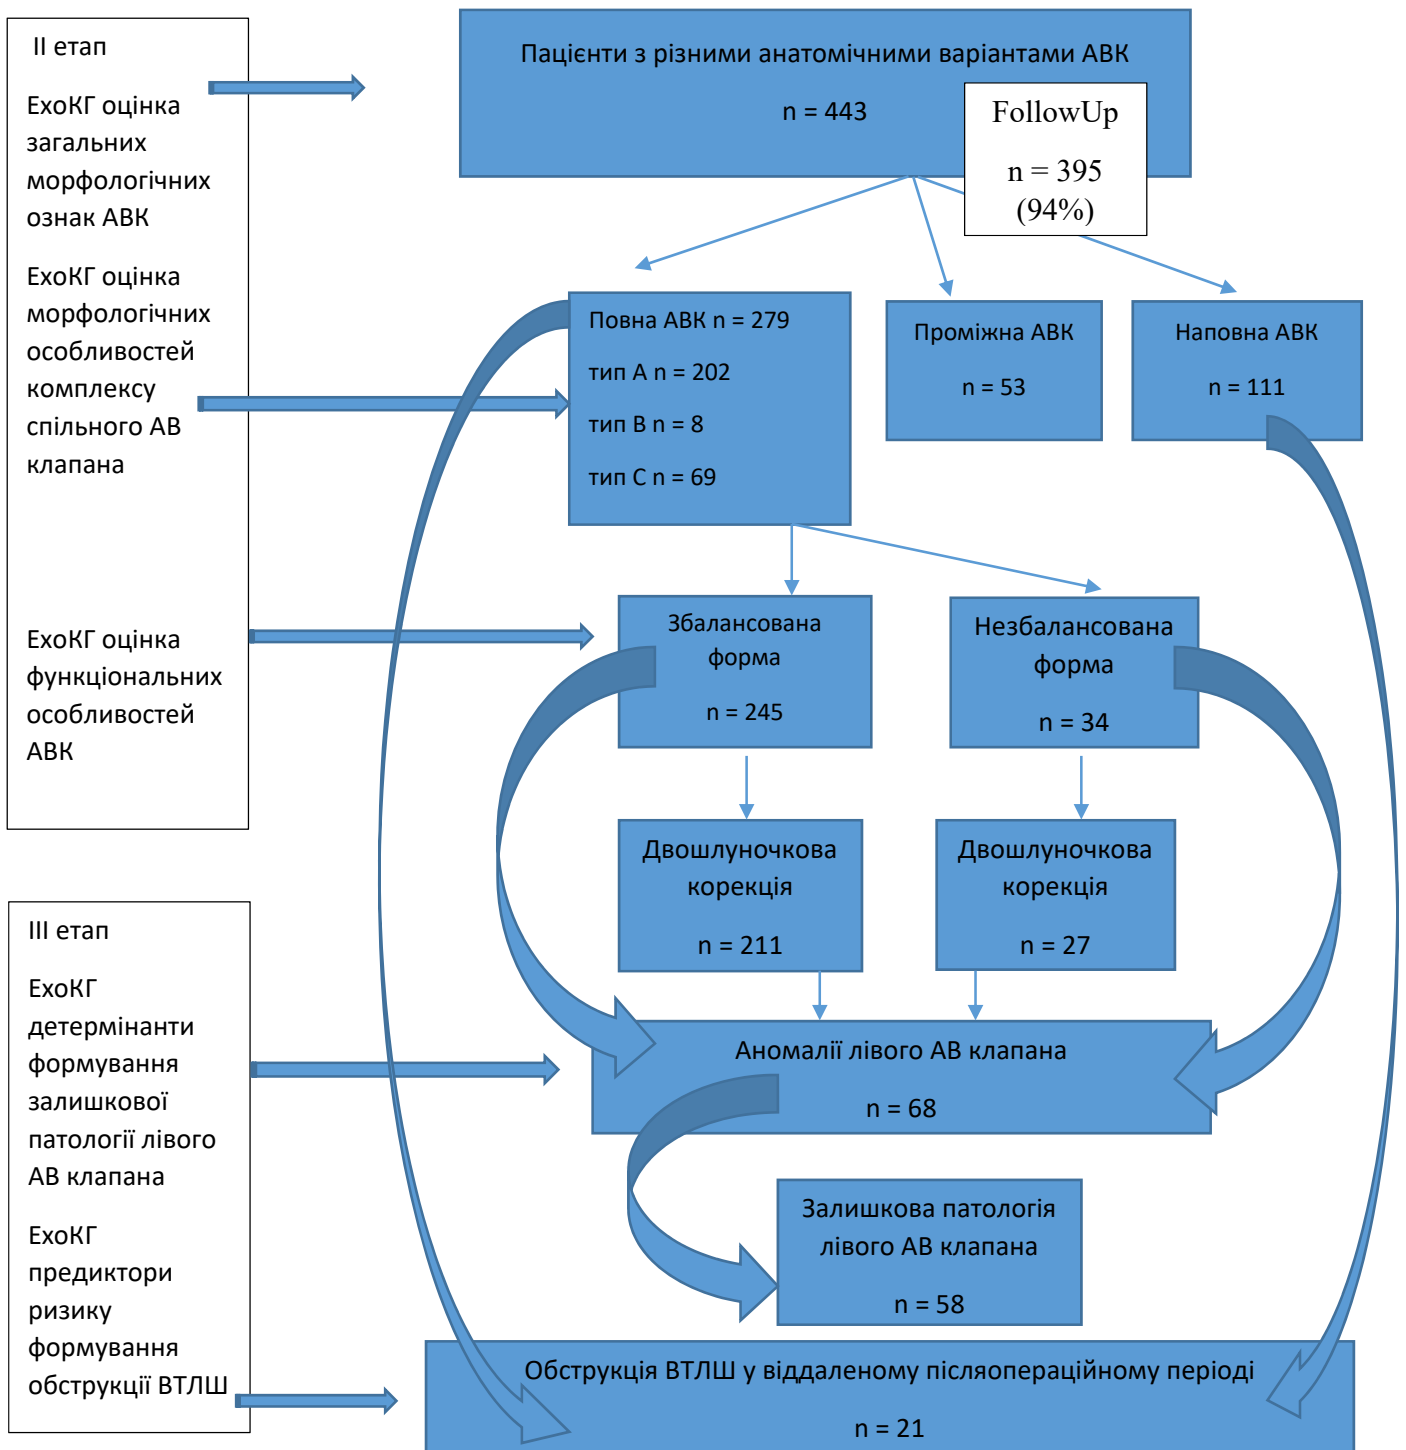 ІІ етап
ЕхоКГ оцінка
загальних
морфологічних
ознак АВК
ЕхоКГ оцінка
морфологічних
особливостей
комплексу
спільного АВ
клапана
ЕхоКГ оцінка
функціональних
особливостей
АВК
Пацієнти з різними анатомічними варіантами АВК
n = 443
FollowUp
n = 395
(94%)
Повна АВК n = 279
тип А n = 202
тип В n = 8
тип С n = 69
Проміжна АВК
n = 53
Наповна АВК
n = 111
Збалансована
форма
n = 245
Незбалансована
форма
n = 34
Двошлуночкова
корекція
n = 211
Двошлуночкова
корекція
n = 27
ІІІ етап
ЕхоКГ
детермінанти
формування
залишкової
патології лівого
АВ клапана
ЕхоКГ
предиктори
ризику
формування
обструкції ВТЛШ
Аномалії лівого АВ клапана
n = 68
Залишкова патологія
лівого АВ клапана
n = 58
Обструкція ВТЛШ у віддаленому післяопераційному періоді
n = 21